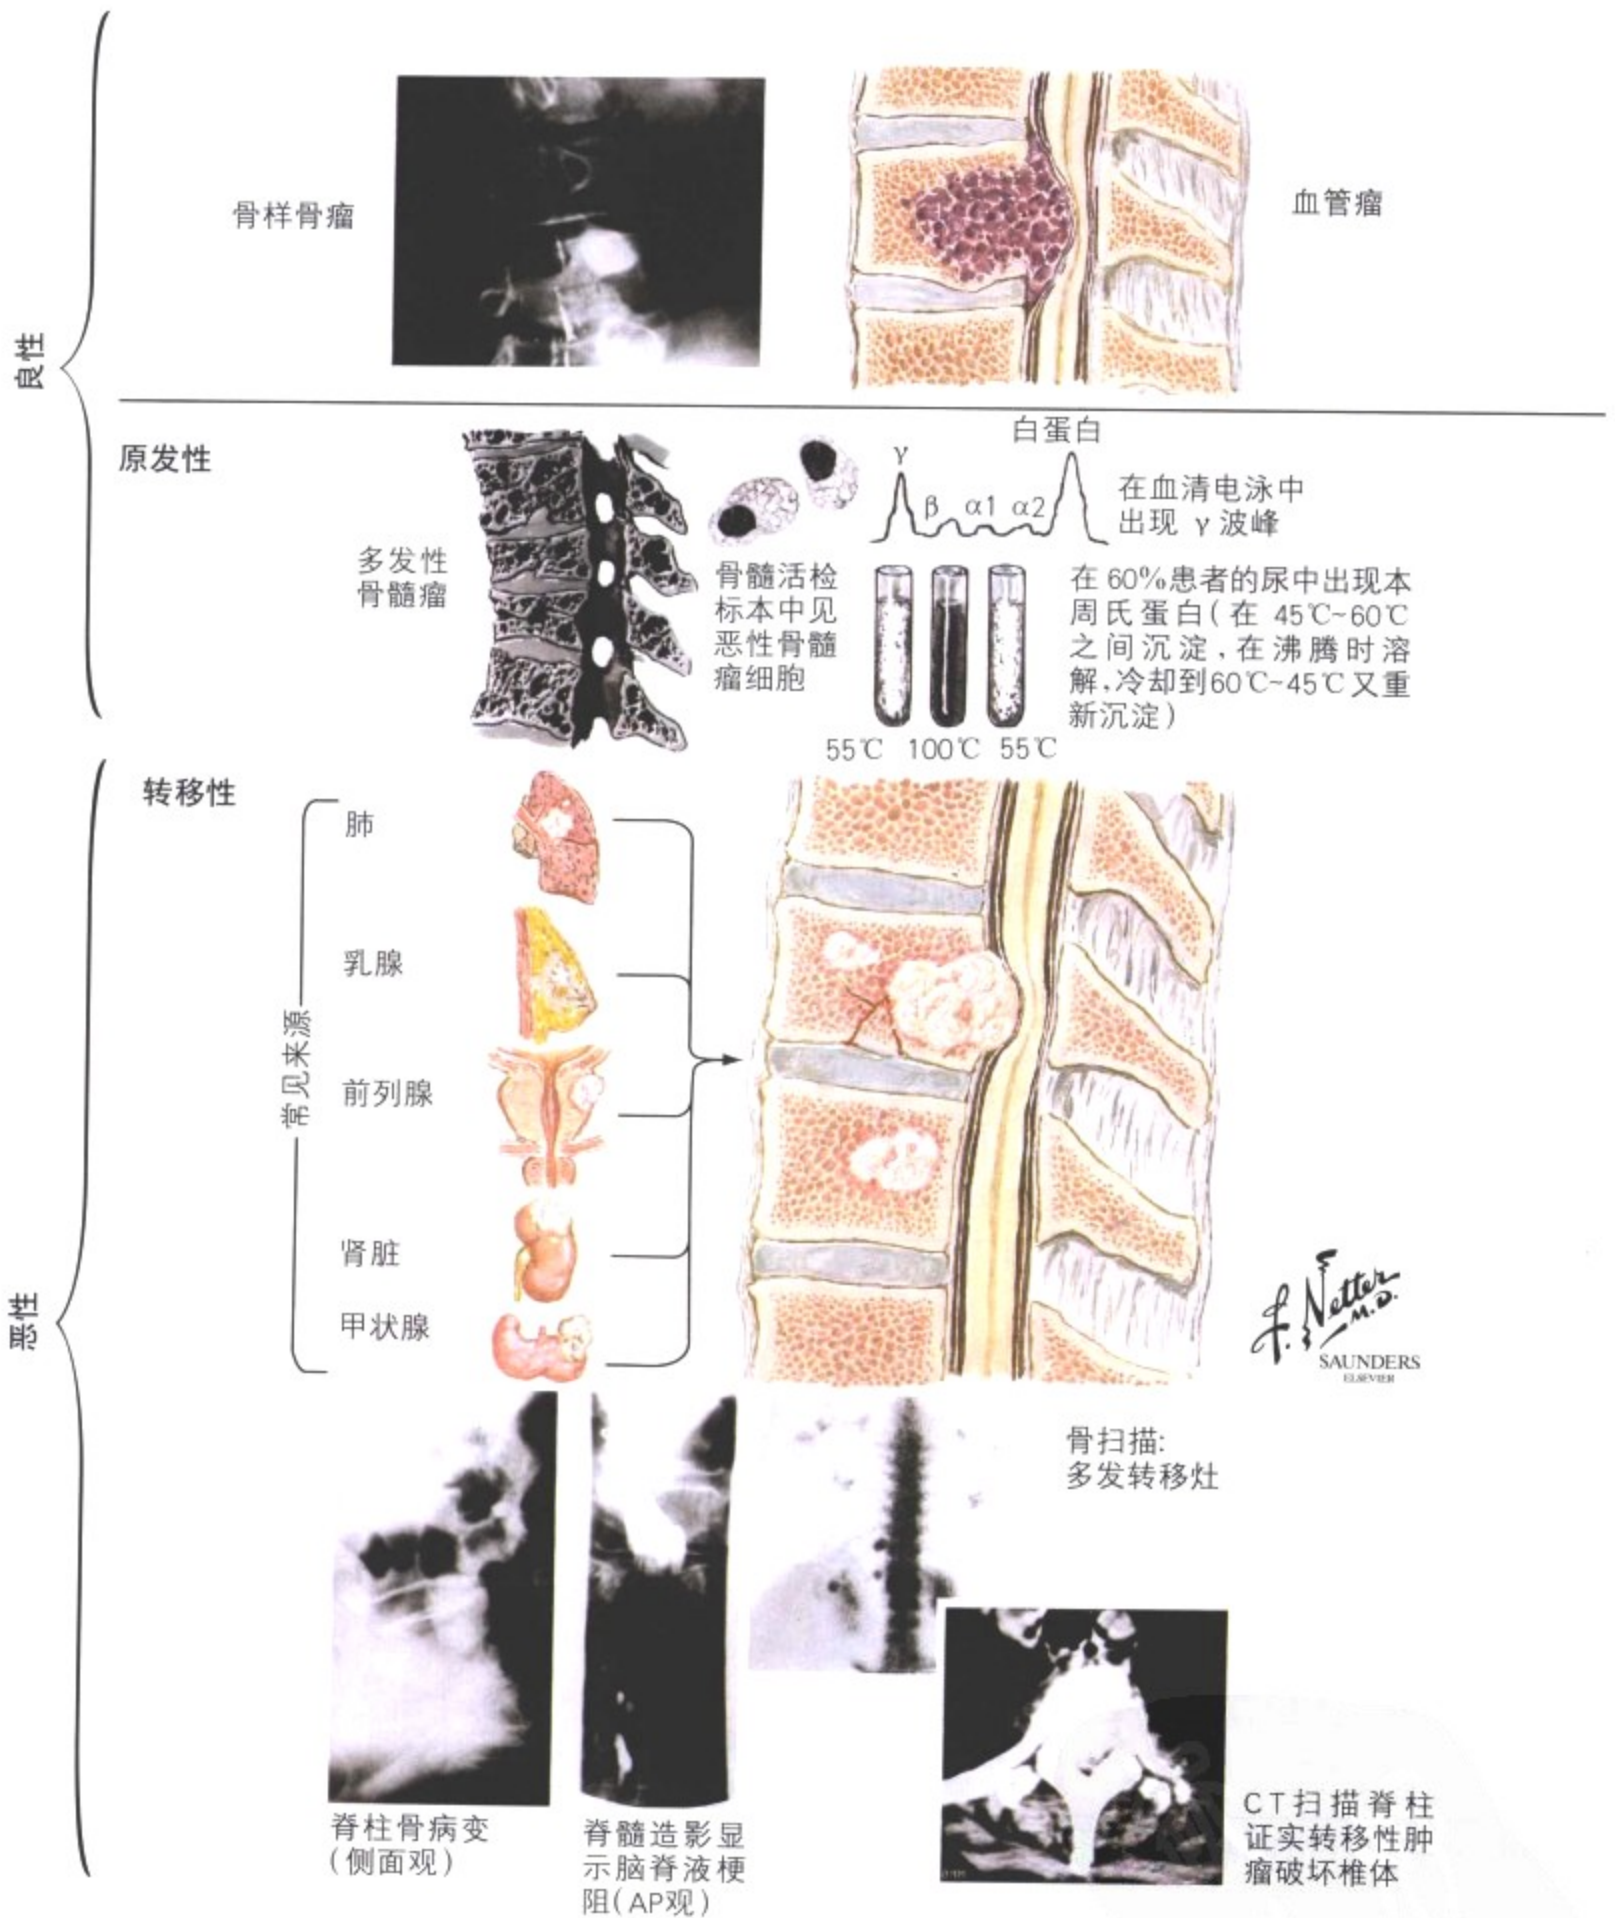 良性
骨样骨瘤
血管瘤
原发性
多发性
骨髓瘤
骨髓活检
标本中见
恶性骨髓
瘤细胞
γ
β
α1
α2
白蛋白
在血清电泳中
出现 γ 波峰
在60%患者的尿中出现本
周氏蛋白(在 45℃~60℃
之间沉淀,在沸腾时溶
解,冷却到60℃~45℃又重
新沉淀)
55℃ 100℃ 55℃
恶性
转移性
常见来源
肺
乳腺
前列腺
肾脏
甲状腺
F. Netter
M.D.
SAUNDERS
ELSEVIER
骨扫描:
多发转移灶
脊柱骨病变
(侧面观)
脊髓造影显
示脑脊液梗
阻(AP观)
CT扫描脊柱
证实转移性肿
瘤破坏椎体